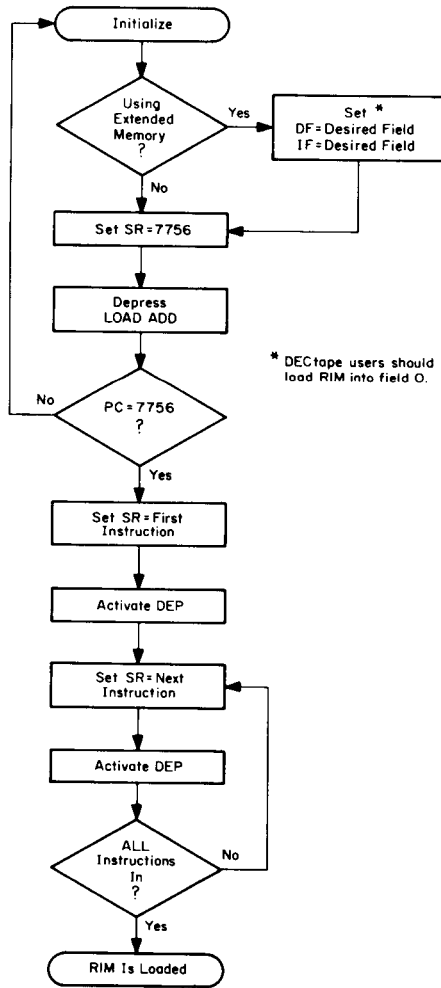 Initialize
Using
Extended
Memory
?
Yes
Set *
DF=Desired Field
IF=Desired Field
No
Set SR=7756
Depress
LOAD ADD
* DECtape users should
load RIM into field O.
No
PC=7756
?
Yes
Set SR=First
Instruction
Activate DEP
Set SR=Next
Instruction
Activate DEP
ALL
Instructions
In
?
No
Yes
RIM Is Loaded